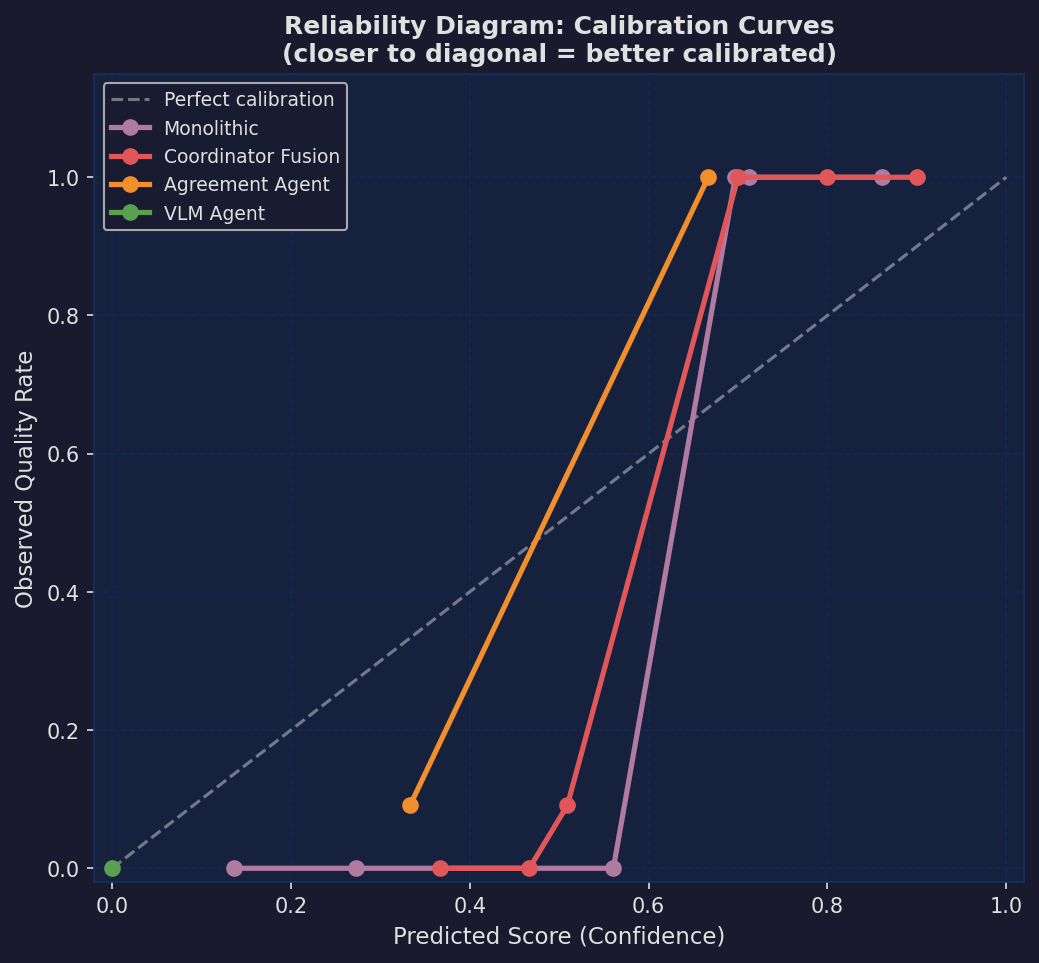 Reliability Diagram: Calibration Curves
(closer to diagonal = better calibrated)
Perfect calibration
Monolithic
Coordinator Fusion
Agreement Agent
VLM Agent
1.0
0.8
0.6
0.4
0.2
0.0
Observed Quality Rate
0.0 0.2 0.4 0.6 0.8 1.0
Predicted Score (Confidence)